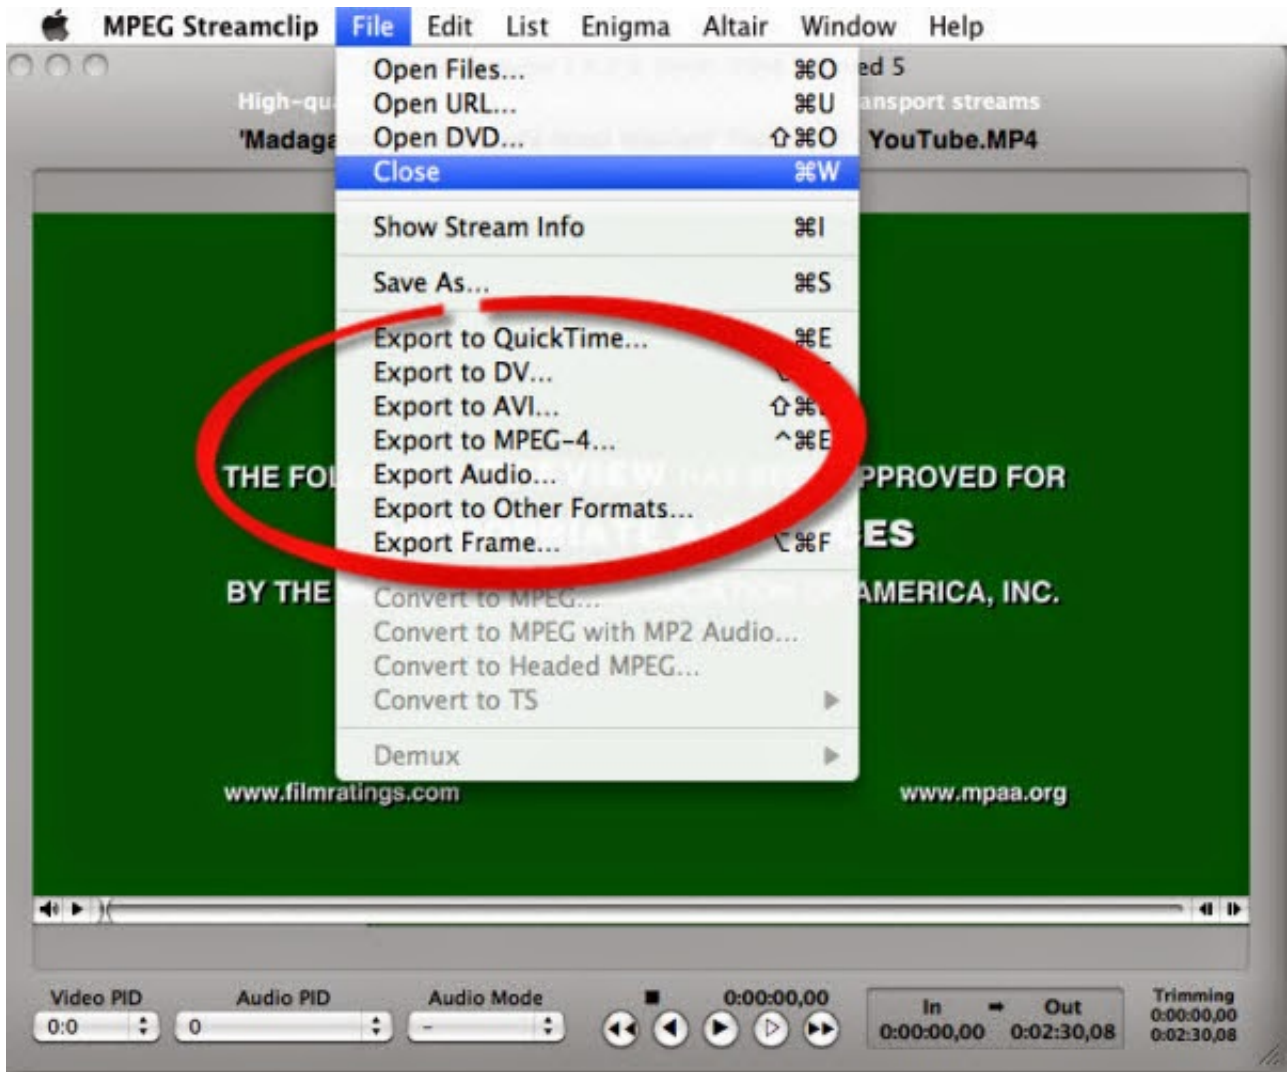 MPEG Streamclip File Edit List Enigma Altair Window Help
Open Files... ⌘O
ed 5
Open URL... ⌘U
High-qu
ansport streams
Open DVD... ⇧⌘O
'Madaga
YouTube.MP4
Close ⌘W
Show Stream Info ⌘I
Save As... ⌘S
Export to QuickTime... ⌘E
Export to DV...
Export to AVI... ⇧⌘
Export to MPEG-4... ^⌘E
Export Audio...
Export to Other Formats...
Export Frame... ⌥⌘F
THE FOL VIEW PPROVED FOR
CES
BY THE AMERICA, INC.
Convert to MPEG...
Convert to MPEG with MP2 Audio...
Convert to Headed MPEG...
Convert to TS
Demux
www.filmratings.com www.mpaa.org
Video PID Audio PID Audio Mode 0:00:00,00 In ➡ Out Trimming
0:0 0 - 0:00:00,00 0:02:30,08 0:00:00,00
0:02:30,08